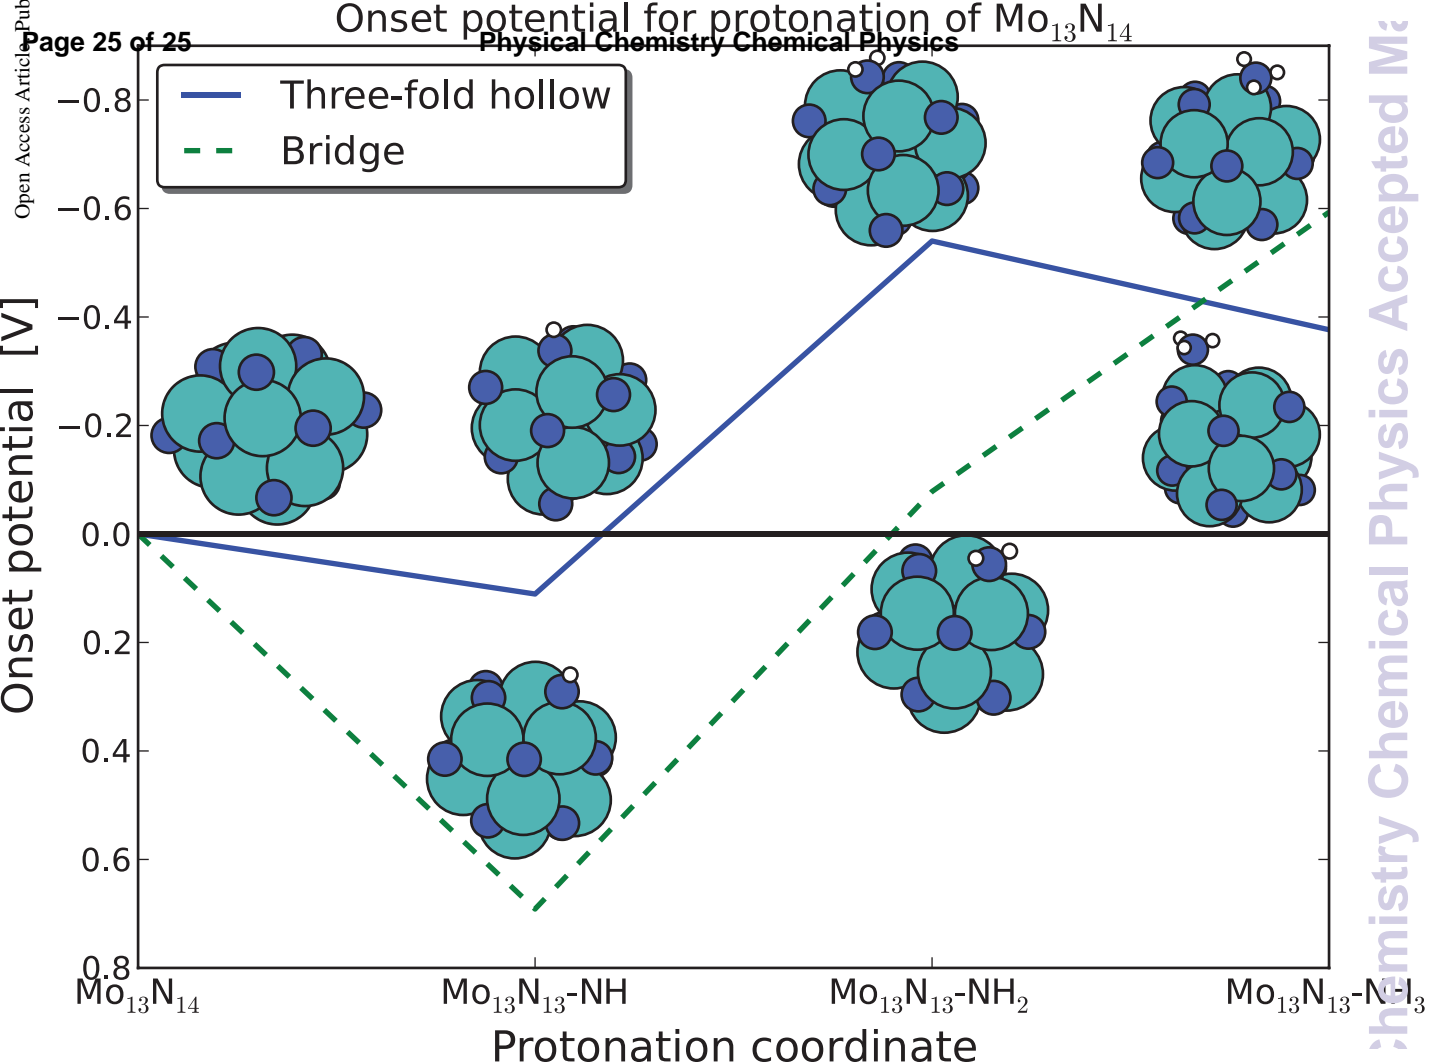 Onset potential for protonation of Mo₁₃N₁₄
Page 25 of 25
Physical Chemistry Chemical Physics
Open Access Article
Three-fold hollow
Bridge
−0.8
−0.6
−0.4
−0.2
0.0
0.2
0.4
0.6
0.8
Onset potential [V]
Mo₁₃N₁₄
Mo₁₃N₁₃-NH
Mo₁₃N₁₃-NH₂
Mo₁₃N₁₃-NH₃
Protonation coordinate
Chemical Physics Accepted